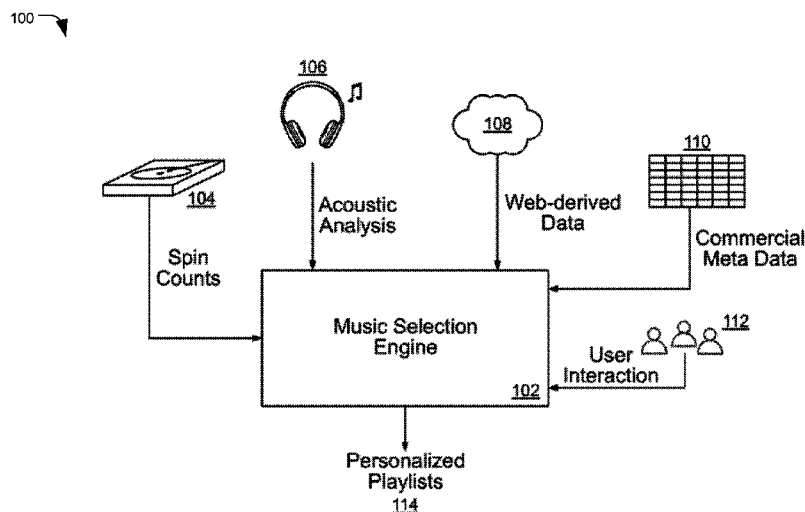 100
106
108
110
104
Acoustic
Analysis
Web-derived
Data
Commercial
Meta Data
Spin
Counts
112
Music Selection
Engine
User
Interaction
102
Personalized
Playlists
114